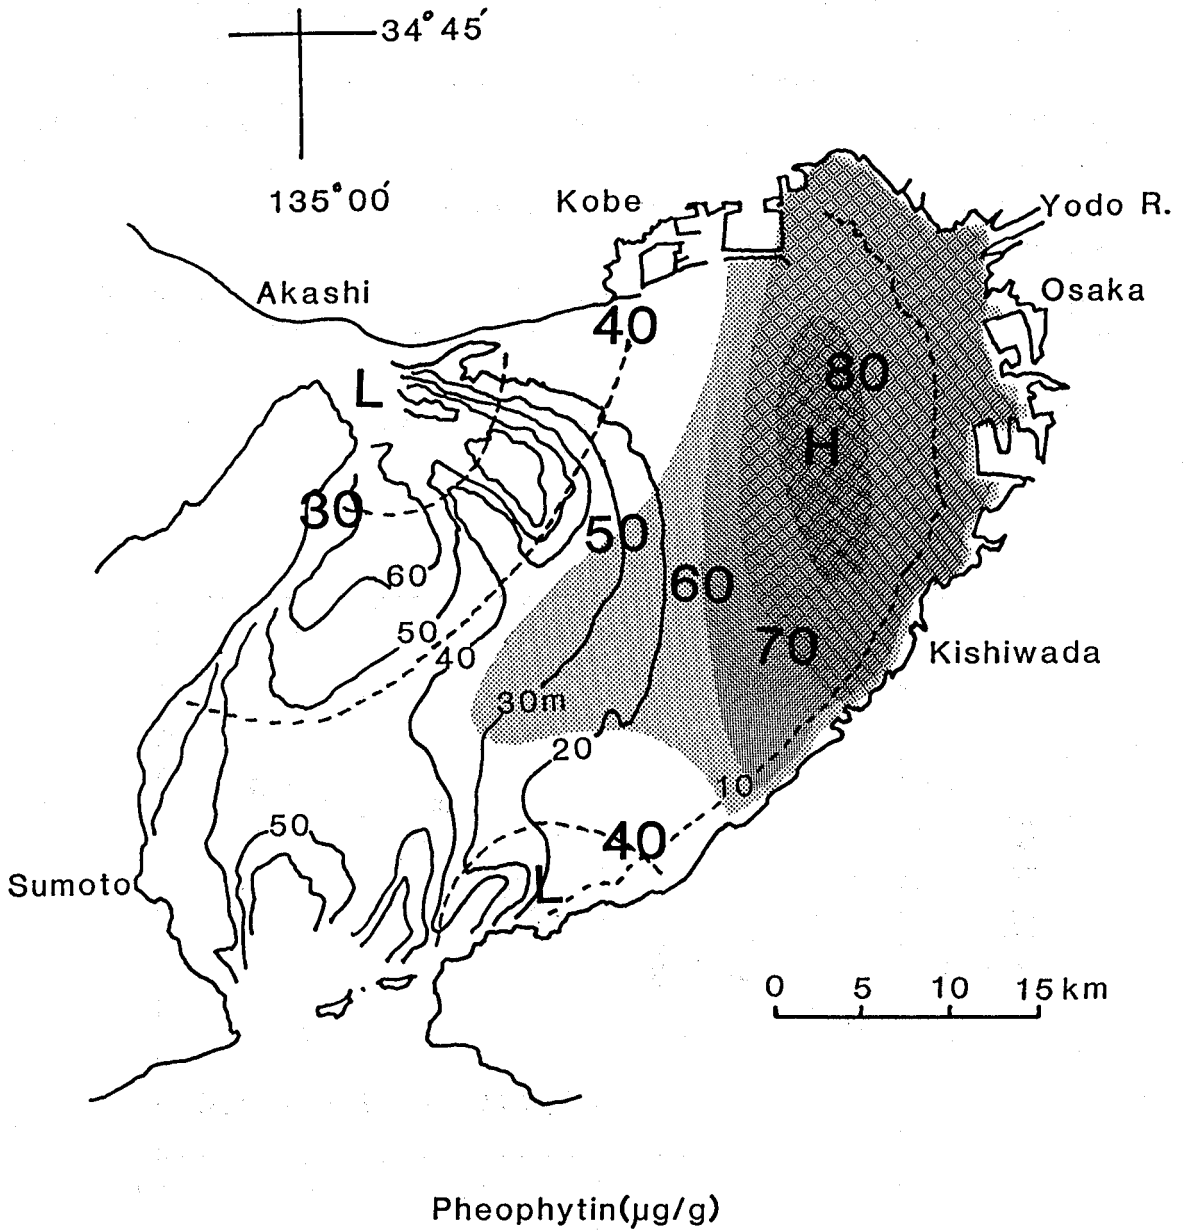 34°45′
135°00′
Kobe
Yodo R.
Akashi
Osaka
40
L
80
H
30
50
60
60
50
70
40
Kishiwada
30m
20
10
50
40
Sumoto
L
0 5 10 15 km
Pheophytin(µg/g)